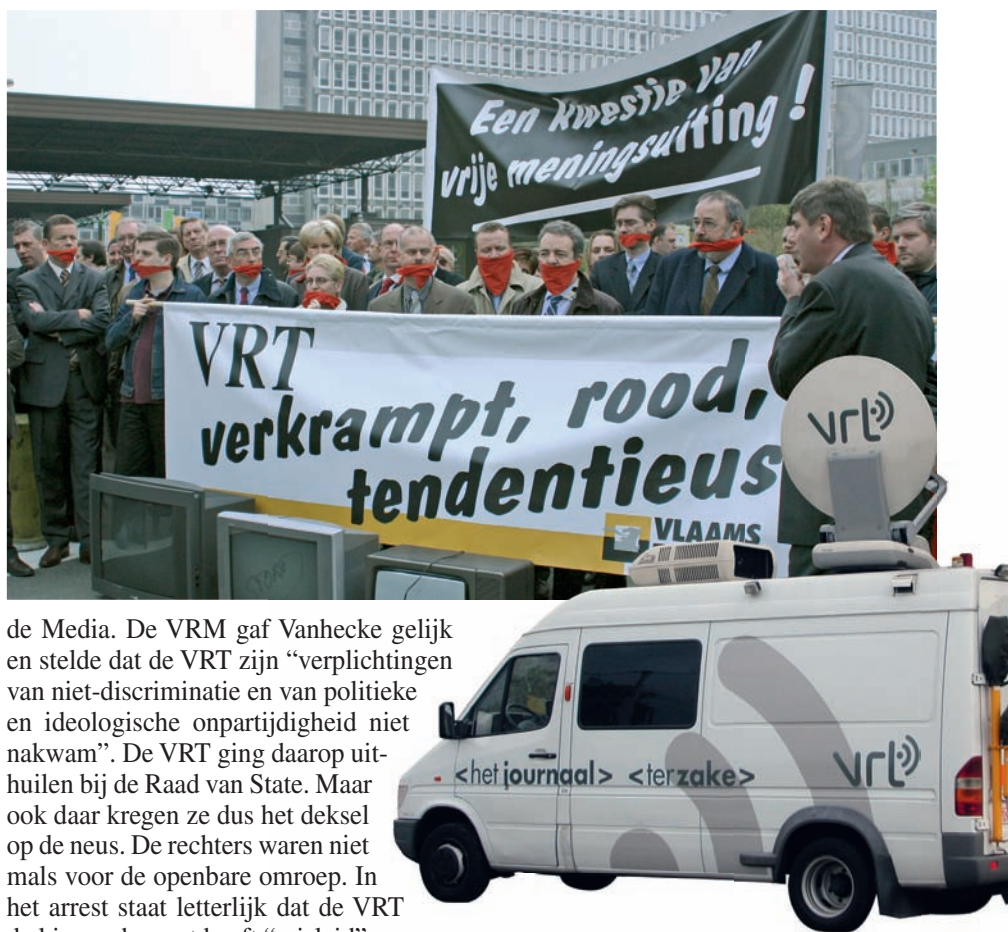 Een kwestie van
vrije meningsuiting !
VRT
verkrampt, rood,
tendentieus
VLAAMS
vrt
<het journaal> <ter zake>
vrt
de Media. De VRM gaf Vanhecke gelijk
en stelde dat de VRT zijn “verplichtingen
van niet-discriminatie en van politieke
en ideologische onpartijdigheid niet
nakwam”. De VRT ging daarop uit-
huilen bij de Raad van State. Maar
ook daar kregen ze dus het deksel
op de neus. De rechters waren niet
mals voor de openbare omroep. In
het arrest staat letterlijk dat de VRT